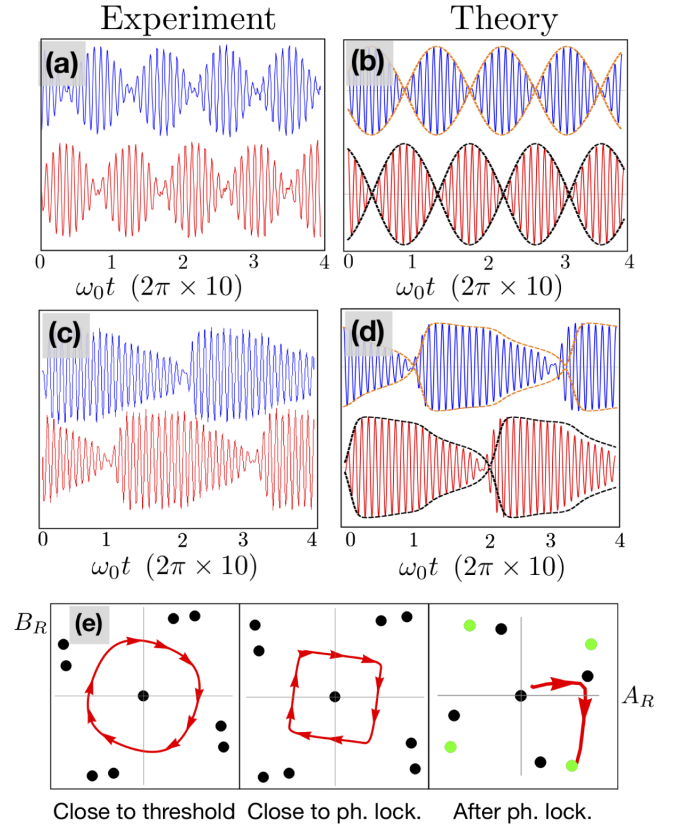 Experiment Theory
(a) (b)
0 1 2 3 4 0 1 2 3 4
ω₀t (2π × 10) ω₀t (2π × 10)
(c) (d)
0 1 2 3 4 0 1 2 3 4
ω₀t (2π × 10) ω₀t (2π × 10)
B_R (e)
A_R
Close to threshold Close to ph. lock. After ph. lock.